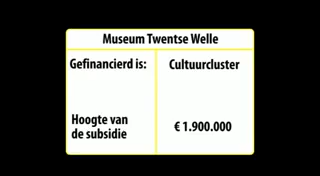 Museum Twentse Welle
Gefinancierd is: Cultuurcluster
Hoogte van
de subsidie € 1.900.000